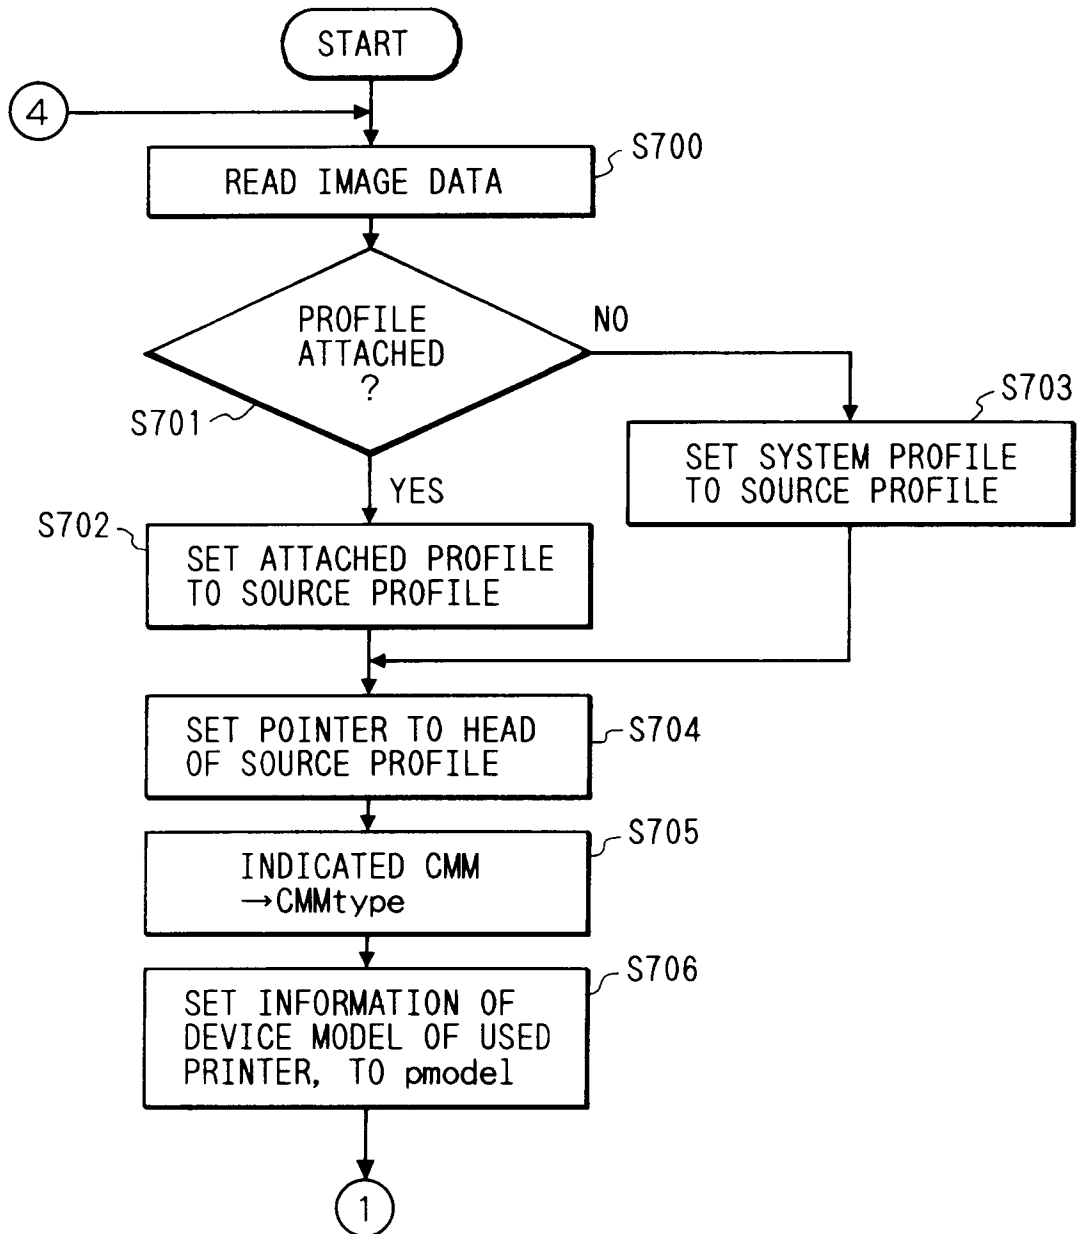 START
4
S700
READ IMAGE DATA
PROFILE
ATTACHED
?
NO
S701
S703
SET SYSTEM PROFILE
TO SOURCE PROFILE
YES
S702
SET ATTACHED PROFILE
TO SOURCE PROFILE
SET POINTER TO HEAD
OF SOURCE PROFILE
S704
S705
INDICATED CMM
→CMMtype
S706
SET INFORMATION OF
DEVICE MODEL OF USED
PRINTER, TO pmodel
1